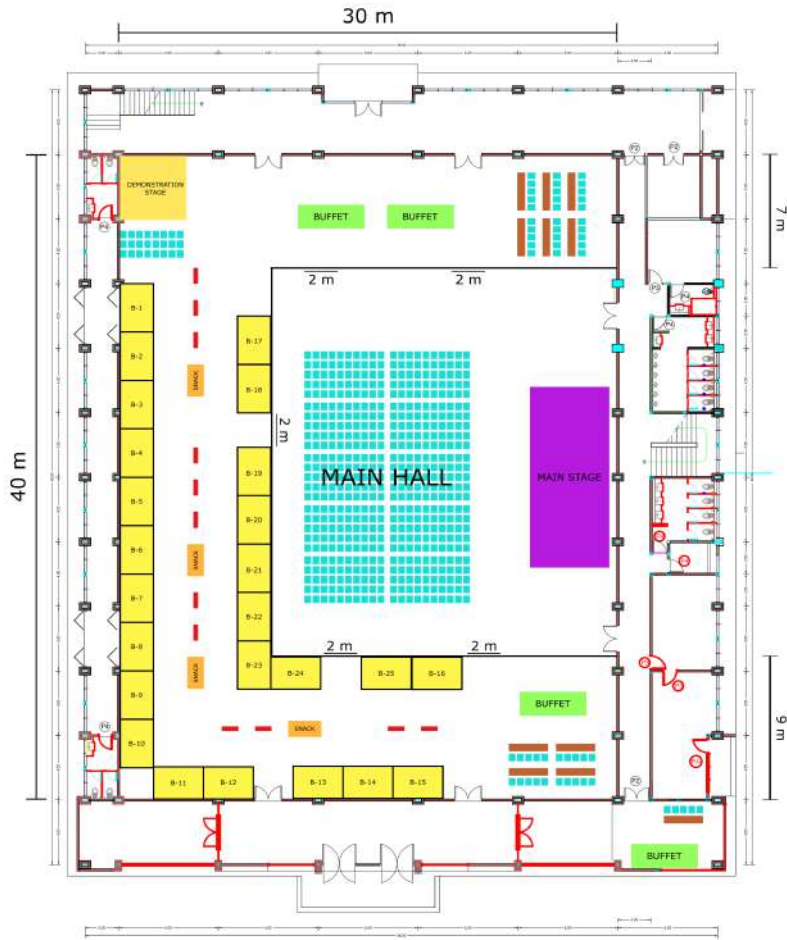 30 m
DEMONSTRATION
STAGE
BUFFET
BUFFET
7 m
2 m
2 m
B-1
B-17
B-2
B-18
SNACK
B-3
2 m
B-4
B-19
MAIN HALL
MAIN STAGE
40 m
B-5
B-20
B-6
SNACK
B-21
B-7
B-22
B-8
B-23
2 m
2 m
B-24
B-25
B-16
SNACK
B-9
BUFFET
9 m
B-10
SNACK
B-11
B-12
B-13
B-14
B-15
BUFFET